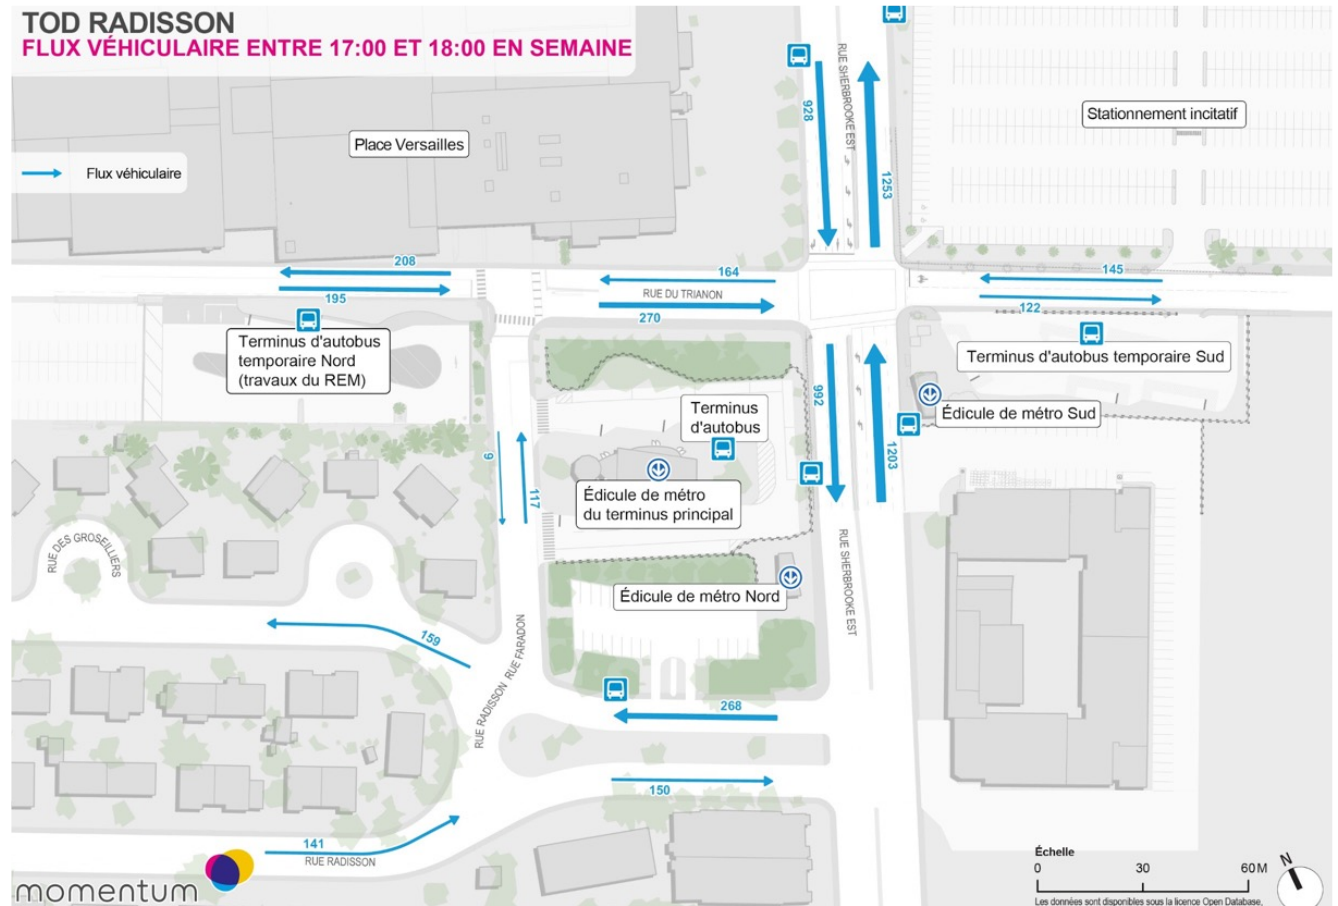 TOD RADISSON
FLUX VÉHICULAIRE ENTRE 17:00 ET 18:00 EN SEMAINE
RUE SHERBROOKE EST
928
1253
Place Versailles
Stationnement incitatif
Flux véhiculaire
208
195
164
RUE DU TRIANON
270
145
122
Terminus d'autobus
temporaire Nord
(travaux du REM)
Terminus d'autobus temporaire Sud
992
1203
Édicule de métro Sud
Terminus
d'autobus
9
117
Édicule de métro
du terminus principal
RUE DES GROSEILLIERS
Édicule de métro Nord
RUE SHERBROOKE EST
159
RUE RADISSON
RUE FARADON
268
150
141
RUE RADISSON
momentum
Échelle
0 30 60 M
N
Les données sont disponibles sous la licence Open Database,